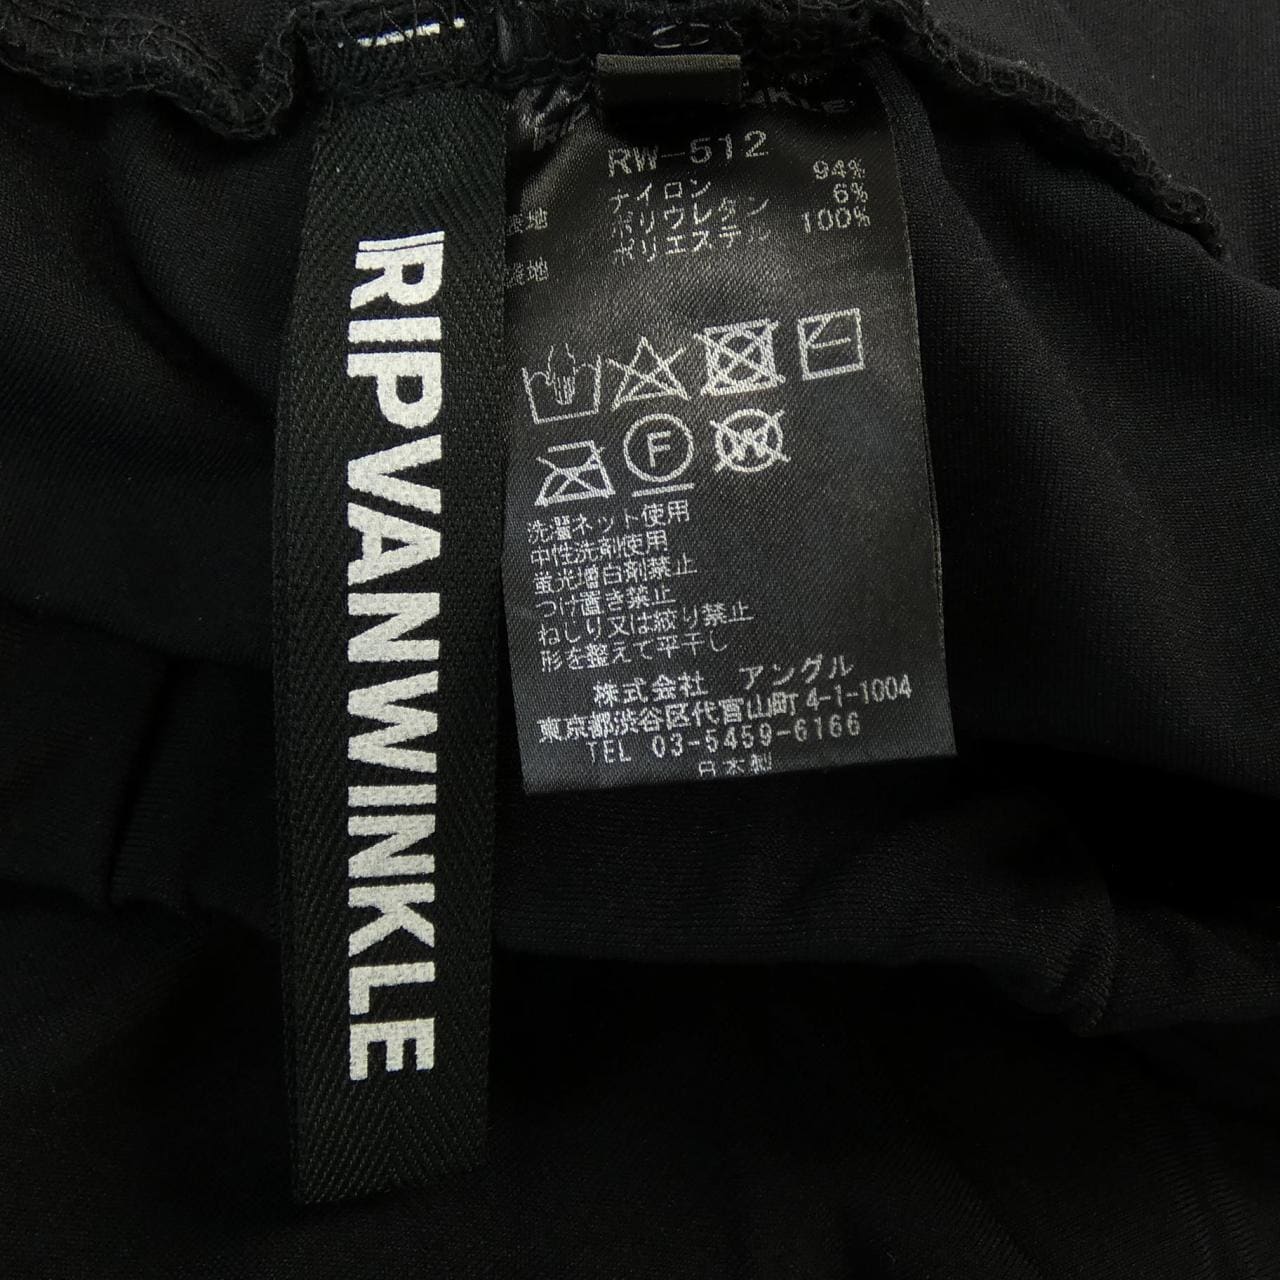 RIPVANWINKLE
RW-512
表地 ナイロン 94%
ポリウレタン 6%
裏地 ポリエステル 100%
F
W
洗濯ネット使用
中性洗剤使用
蛍光増白剤禁止
つけ置き禁止
ねじり又は絞り禁止
形を整えて平干し
株式会社 アングル
東京都渋谷区代官山町4-1-1004
TEL 03-5459-6166
日本製